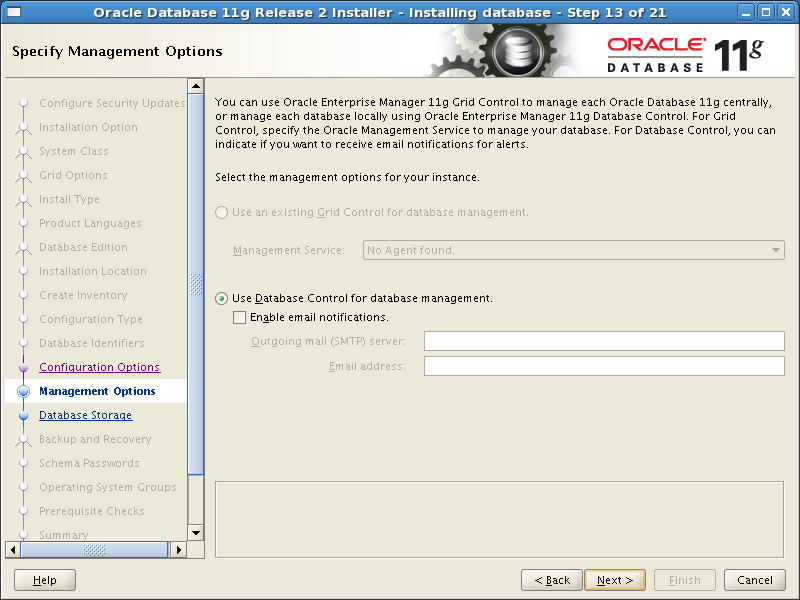 Oracle Database 11g Release 2 Installer - Installing database - Step 13 of 21
Specify Management Options
ORACLE
DATABASE
11g
Configure Security Updates
Installation Option
System Class
Grid Options
Install Type
Product Languages
Database Edition
Installation Location
Create Inventory
Configuration Type
Database Identifiers
Configuration Options
Management Options
Database Storage
Backup and Recovery
Schema Passwords
Operating System Groups
Prerequisite Checks
Summary
You can use Oracle Enterprise Manager 11g Grid Control to manage each Oracle Database 11g centrally,
or manage each database locally using Oracle Enterprise Manager 11g Database Control. For Grid
Control, specify the Oracle Management Service to manage your database. For Database Control, you can
indicate if you want to receive email notifications for alerts.
Select the management options for your instance.
Use an existing Grid Control for database management.
Management Service: No Agent found.
Use Database Control for database management.
Enable email notifications.
Outgoing mail (SMTP) server:
Email address:
Help
< Back
Next >
Finish
Cancel